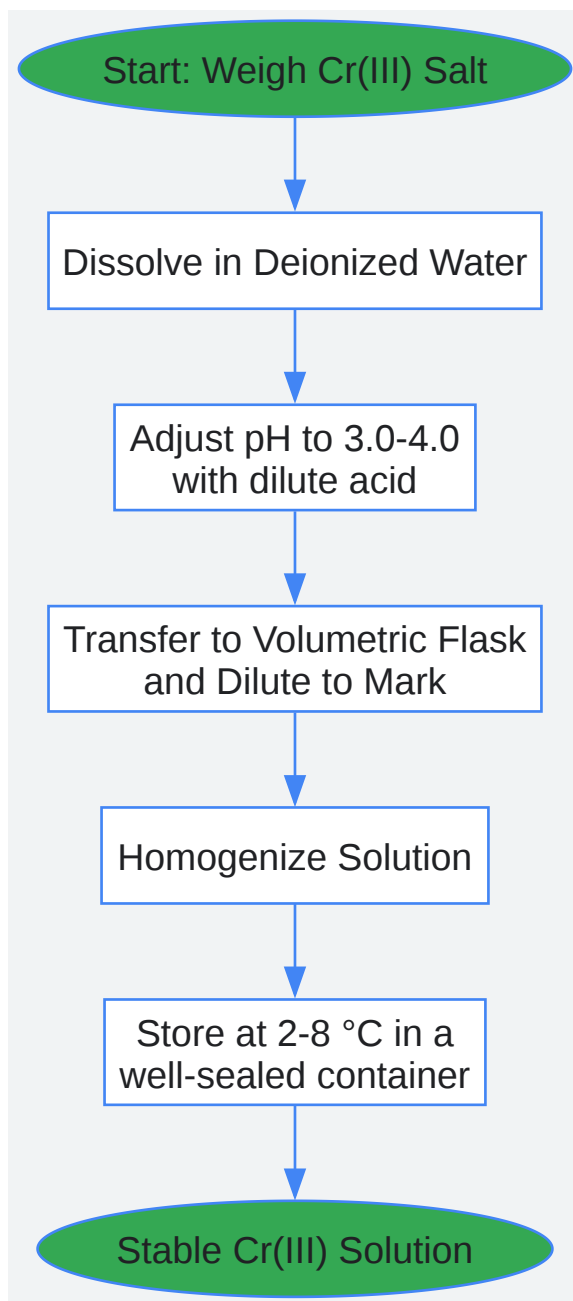 Start: Weigh Cr(III) Salt
Dissolve in Deionized Water
Adjust pH to 3.0-4.0
with dilute acid
Transfer to Volumetric Flask
and Dilute to Mark
Homogenize Solution
Store at 2-8 °C in a
well-sealed container
Stable Cr(III) Solution